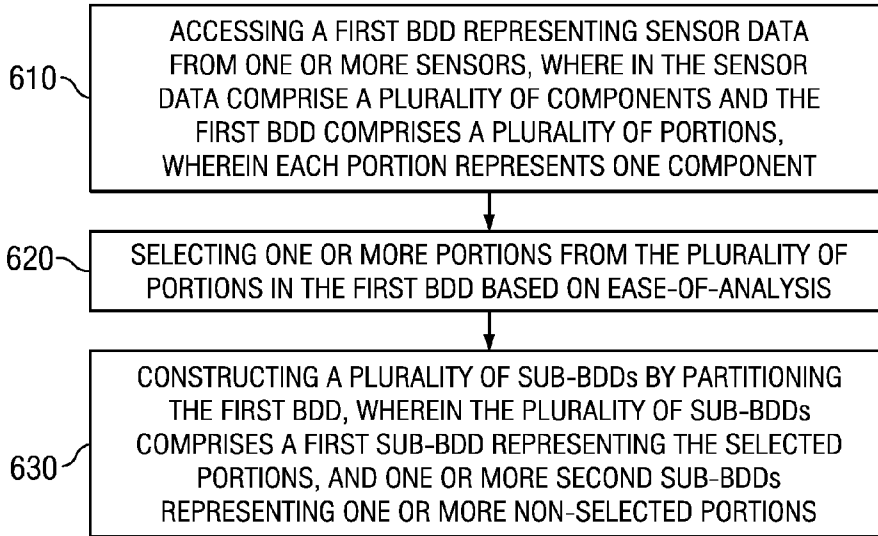 610
ACCESSING A FIRST BDD REPRESENTING SENSOR DATA
FROM ONE OR MORE SENSORS, WHERE IN THE SENSOR
DATA COMPRISE A PLURALITY OF COMPONENTS AND THE
FIRST BDD COMPRISES A PLURALITY OF PORTIONS,
WHEREIN EACH PORTION REPRESENTS ONE COMPONENT
620
SELECTING ONE OR MORE PORTIONS FROM THE PLURALITY OF
PORTIONS IN THE FIRST BDD BASED ON EASE-OF-ANALYSIS
630
CONSTRUCTING A PLURALITY OF SUB-BDDs BY PARTITIONING
THE FIRST BDD, WHEREIN THE PLURALITY OF SUB-BDDs
COMPRISES A FIRST SUB-BDD REPRESENTING THE SELECTED
PORTIONS, AND ONE OR MORE SECOND SUB-BDDs
REPRESENTING ONE OR MORE NON-SELECTED PORTIONS